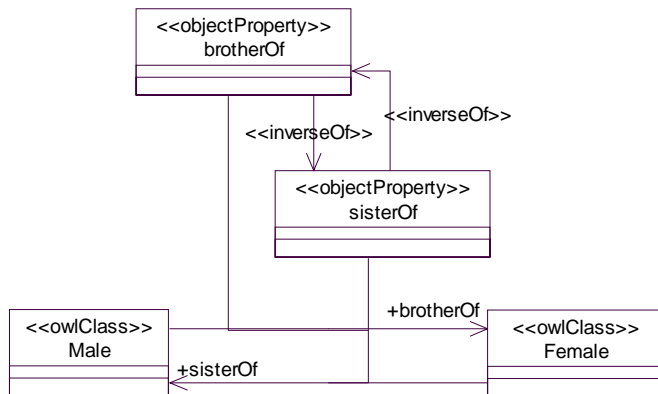 <<objectProperty>>
brotherOf
<<inverseOf>>
<<inverseOf>>
<<objectProperty>>
sisterOf
+brotherOf
<<owlClass>>
Male
<<owlClass>>
Female
+sisterOf